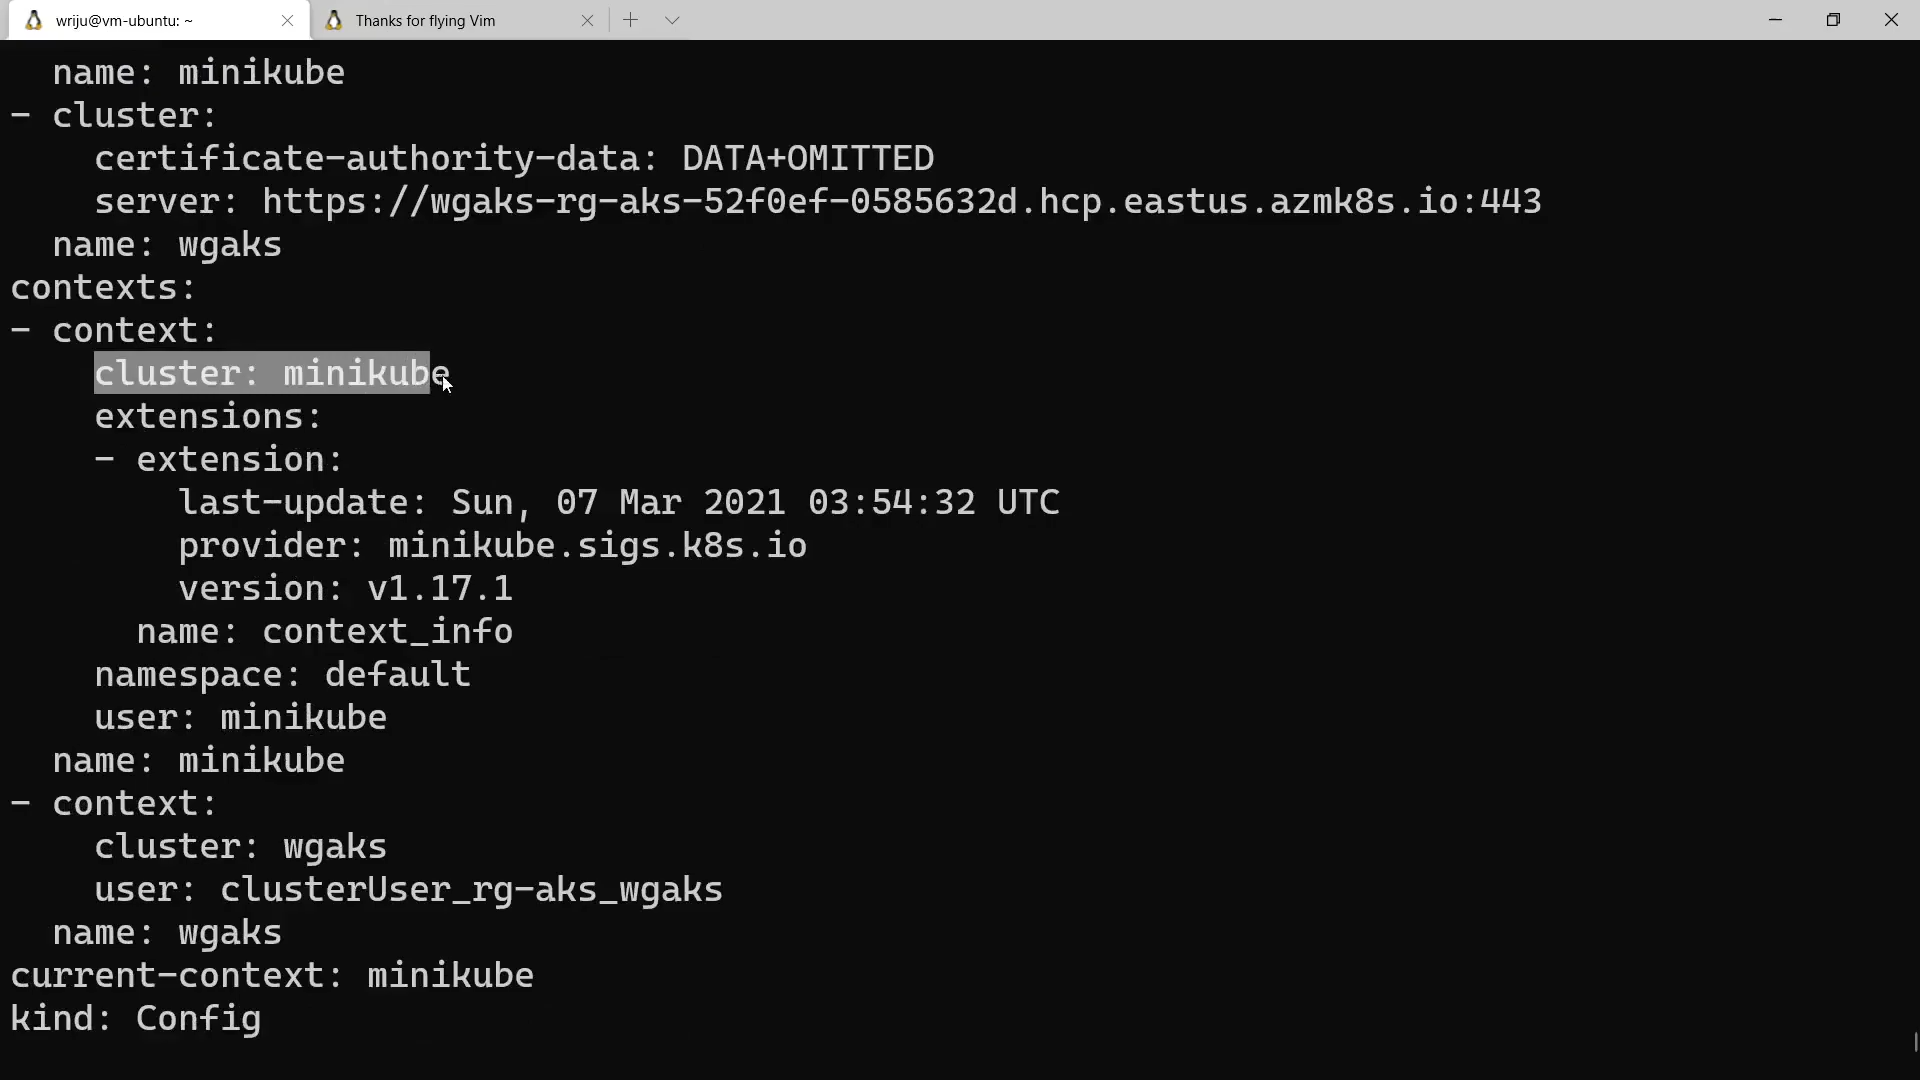 wriju@vm-ubuntu: ~
Thanks for flying Vim
  name: minikube
- cluster:
    certificate-authority-data: DATA+OMITTED
    server: https://wgaks-rg-aks-52f0ef-0585632d.hcp.eastus.azmk8s.io:443
  name: wgaks
contexts:
- context:
    cluster: minikube
    extensions:
    - extension:
        last-update: Sun, 07 Mar 2021 03:54:32 UTC
        provider: minikube.sigs.k8s.io
        version: v1.17.1
      name: context_info
    namespace: default
    user: minikube
  name: minikube
- context:
    cluster: wgaks
    user: clusterUser_rg-aks_wgaks
  name: wgaks
current-context: minikube
kind: Config